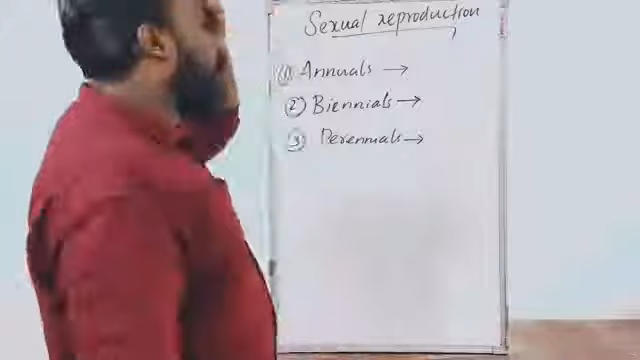 Sexual reproduction
(1) Annuals →
(2) Biennials →
(3) Perennials →